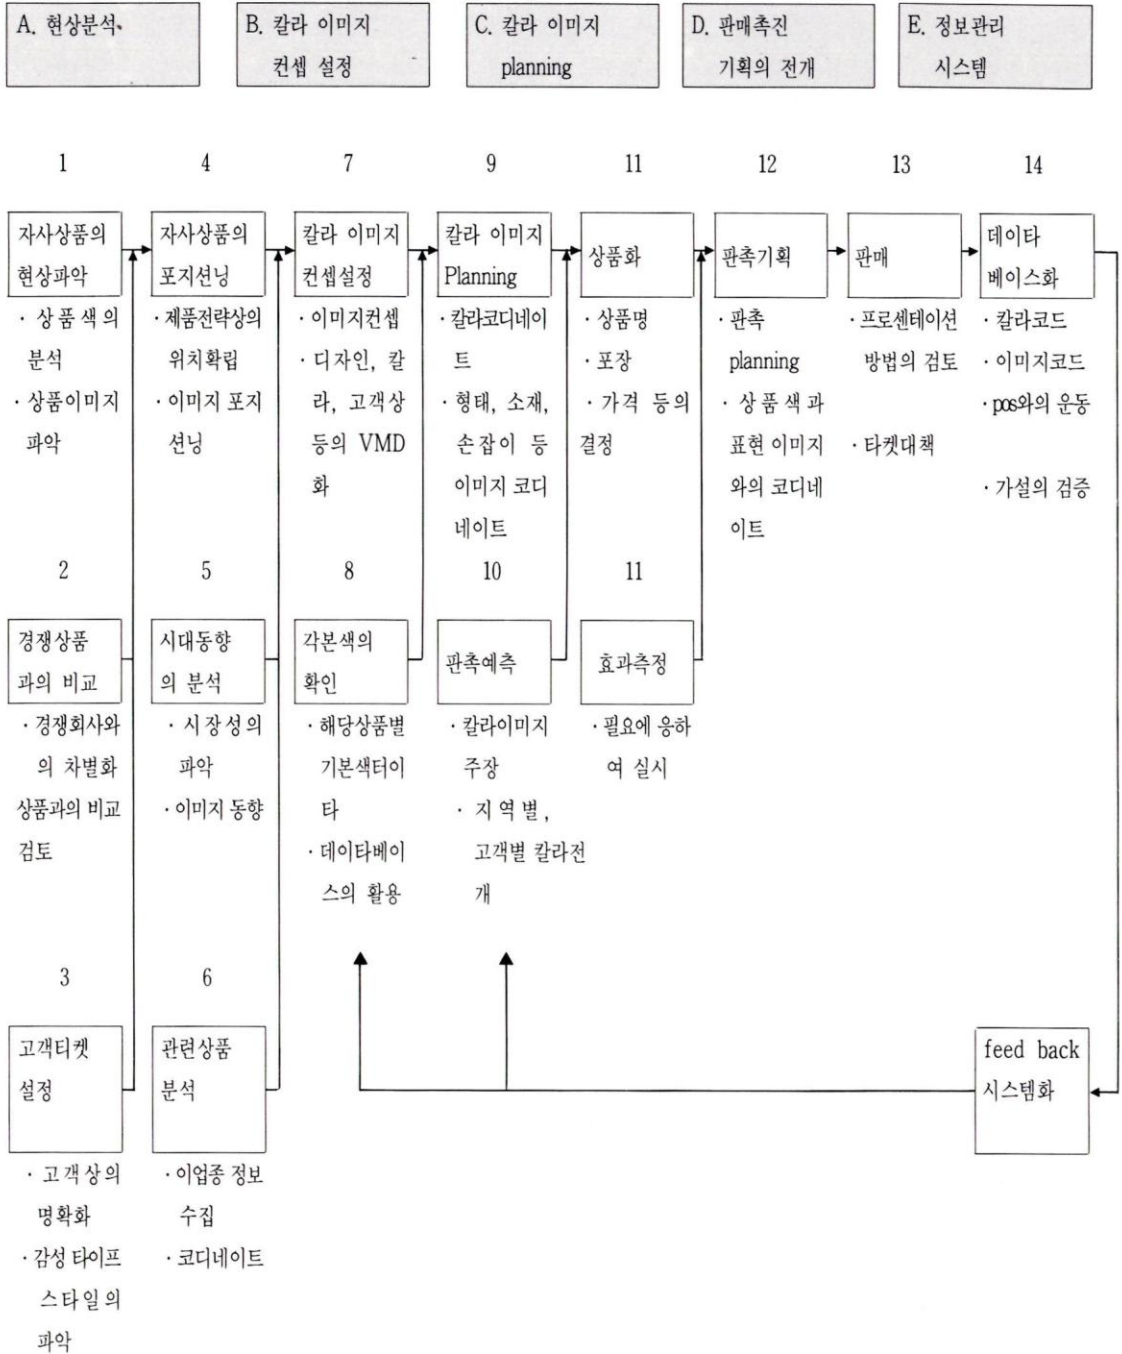 A. 현상분석
B. 칼라 이미지
컨셉 설정
C. 칼라 이미지
planning
D. 판매촉진
기획의 전개
E. 정보관리
시스템
1
자사상품의
현상파악
· 상품색의
분석
· 상품이미지
파악
4
자사상품의
포지션닝
· 제품전략상의
위치확립
· 이미지 포지
션닝
7
칼라 이미지
컨셉설정
· 이미지컨셉
· 디자인, 칼
라, 고객상
등의 VMD
화
9
칼라 이미지
Planning
· 칼라코디네이
트
· 형태, 소재,
손잡이 등
이미지 코디
네이트
11
상품화
· 상품명
· 포장
· 가격 등의
결정
12
판촉기획
· 판촉
planning
· 상품색과
표현 이미지
와의 코디네
이트
13
판매
· 프로센테이션
방법의 검토
· 타켓대책
14
데이타
베이스화
· 칼라코드
· 이미지코드
· pos와의 운동
· 가설의 검증
2
경쟁상품
과의 비교
· 경쟁회사와
의 차별화
상품과의 비교
검토
5
시대동향
의 분석
· 시장성의
파악
· 이미지 동향
8
각본색의
확인
· 해당상품별
기본색터이
타
· 데이타베이
스의 활용
10
판촉예측
· 칼라이미지
주장
· 지역별,
고객별 칼라전
개
11
효과측정
· 필요에 응하
여 실시
3
고객티켓
설정
· 고객상의
명확화
· 감성 타이프
스타일의
파악
6
관련상품
분석
· 이업종 정보
수집
· 코디네이트
feed back
시스템화